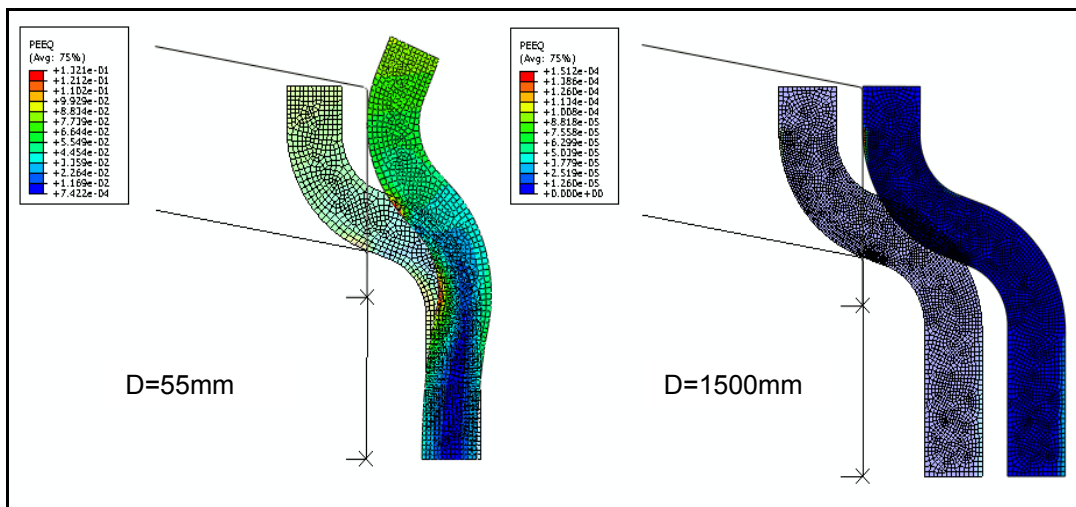 PEEQ
(Avg: 75%)
+1.321e-01
+1.212e-01
+1.102e-01
+9.929e-02
+8.834e-02
+7.739e-02
+6.644e-02
+5.549e-02
+4.454e-02
+3.359e-02
+2.264e-02
+1.169e-02
+7.422e-04
D=55mm
PEEQ
(Avg: 75%)
+1.512e-04
+1.386e-04
+1.260e-04
+1.134e-04
+1.008e-04
+8.818e-05
+7.558e-05
+6.299e-05
+5.039e-05
+3.779e-05
+2.519e-05
+1.260e-05
+0.000e+00
D=1500mm